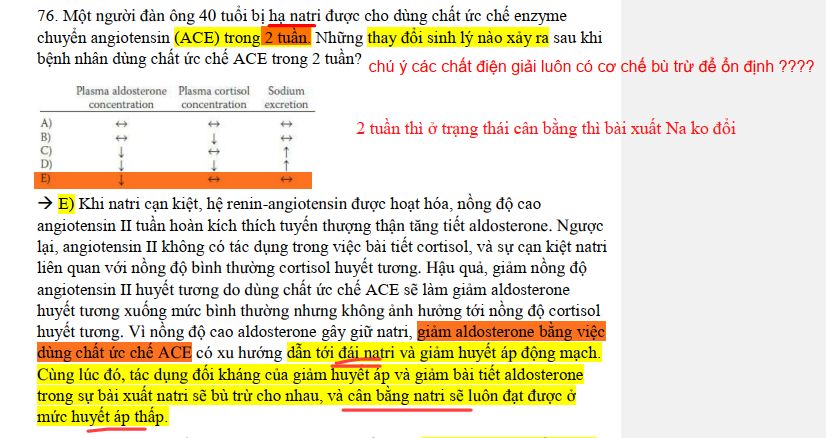 76. Một người đàn ông 40 tuổi bị hạ natri được cho dùng chất ức chế enzyme
chuyển angiotensin (ACE) trong 2 tuần. Những thay đổi sinh lý nào xảy ra sau khi
bệnh nhân dùng chất ức chế ACE trong 2 tuần?
chú ý các chất điện giải luôn có cơ chế bù trừ để ổn định ????
Plasma aldosterone Plasma cortisol Sodium
concentration concentration excretion
A) ↔ ↔ ↔
B) ↔ ↓ ↔
C) ↓ ↔ ↑
D) ↓ ↓ ↑
E) ↓ ↔ ↔
2 tuần thì ở trạng thái cân bằng thì bài xuất Na ko đổi
→ E) Khi natri cạn kiệt, hệ renin-angiotensin được hoạt hóa, nồng độ cao
angiotensin II tuần hoàn kích thích tuyến thượng thận tăng tiết aldosterone. Ngược
lại, angiotensin II không có tác dụng trong việc bài tiết cortisol, và sự cạn kiệt natri
liên quan với nồng độ bình thường cortisol huyết tương. Hậu quả, giảm nồng độ
angiotensin II huyết tương do dùng chất ức chế ACE sẽ làm giảm aldosterone
huyết tương xuống mức bình thường nhưng không ảnh hưởng tới nồng độ cortisol
huyết tương. Vì nồng độ cao aldosterone gây giữ natri, giảm aldosterone bằng việc
dùng chất ức chế ACE có xu hướng dẫn tới đái natri và giảm huyết áp động mạch.
Cùng lúc đó, tác dụng đối kháng của giảm huyết áp và giảm bài tiết aldosterone
trong sự bài xuất natri sẽ bù trừ cho nhau, và cân bằng natri sẽ luôn đạt được ở
mức huyết áp thấp.